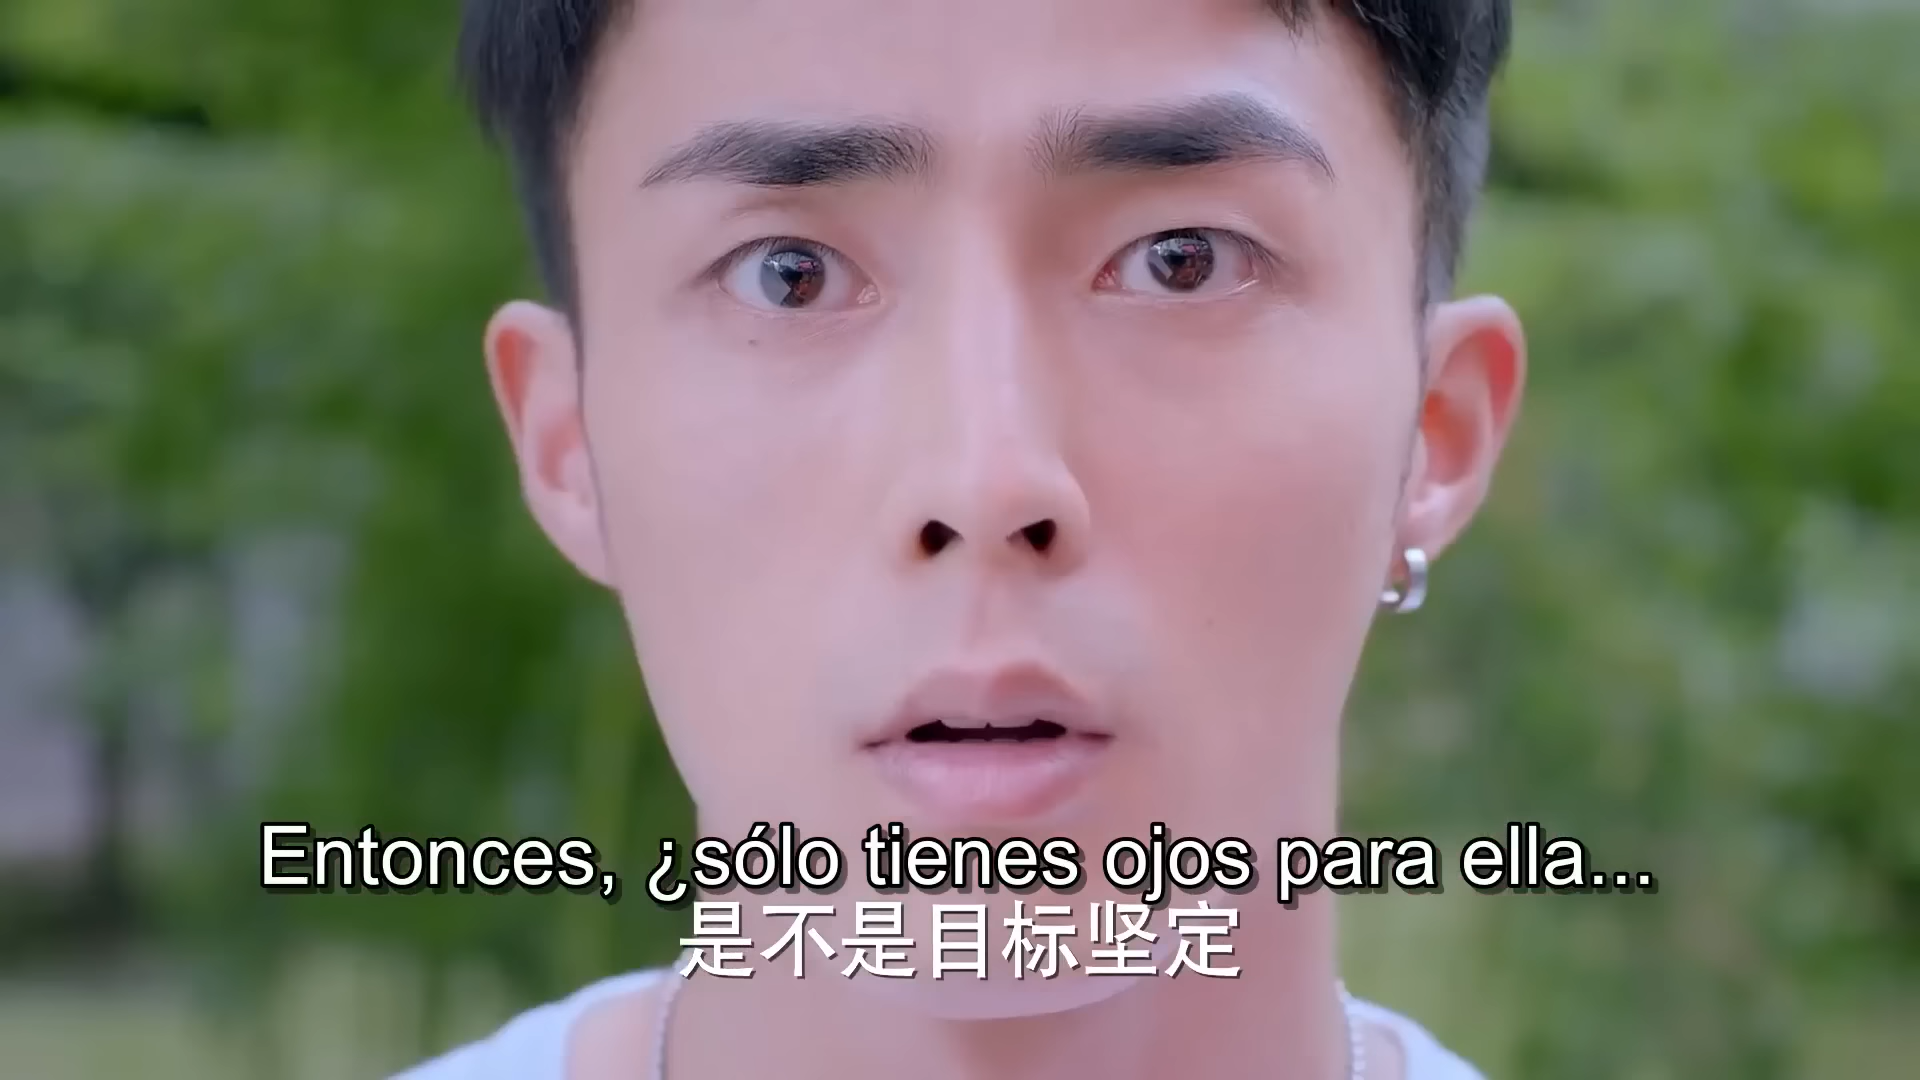 Entonces, ¿sólo tienes ojos para ella...
是不是目标坚定